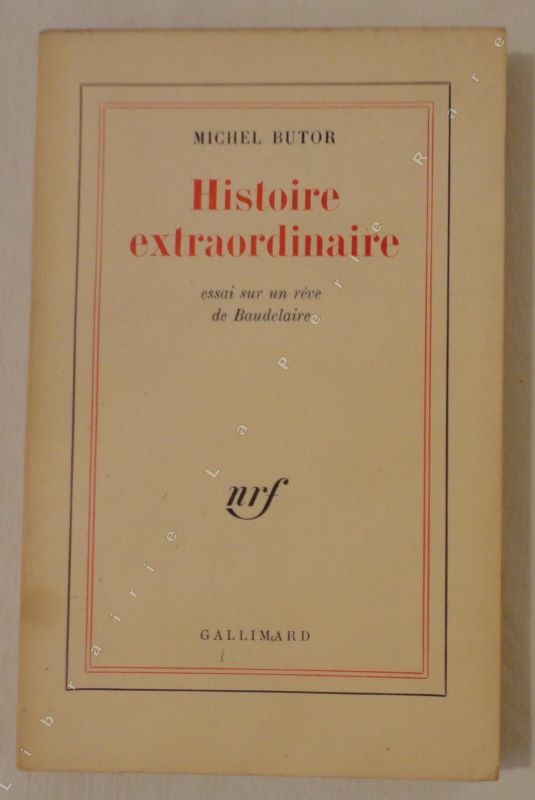 MICHEL BUTOR
Histoire
extraordinaire
essai sur un rêve
de Baudelaire
nrf
GALLIMARD
Librairie La Perle Rare